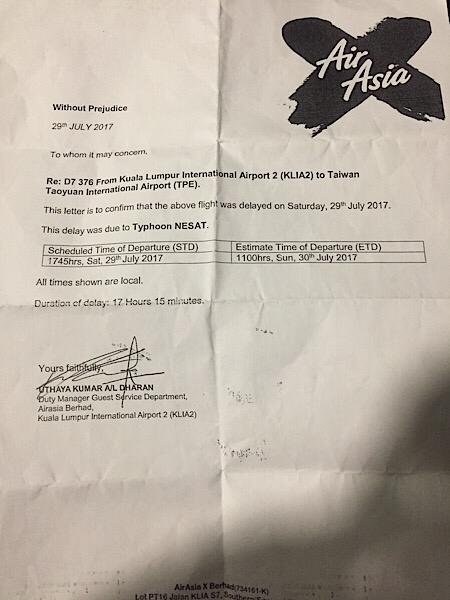 Air
Asia
Without Prejudice
29th JULY 2017
To whom it may concern,
Re: D7 376 From Kuala Lumpur International Airport 2 (KLIA2) to Taiwan
Taoyuan International Airport (TPE).
This letter is to confirm that the above flight was delayed on Saturday, 29th July 2017.
This delay was due to Typhoon NESAT.
Scheduled Time of Departure (STD) Estimate Time of Departure (ETD)
1745hrs, Sat, 29th July 2017 1100hrs, Sun, 30th July 2017
All times shown are local.
Duration of delay: 17 Hours 15 minutes.
Yours faithfully,
UTHAYA KUMAR A/L DHARAN
Duty Manager Guest Service Department,
Airasia Berhad,
Kuala Lumpur International Airport 2 (KLIA2)
AirAsia X Berhad(734161-K)
Lot PT16 Jalan KLIA S7, Southern